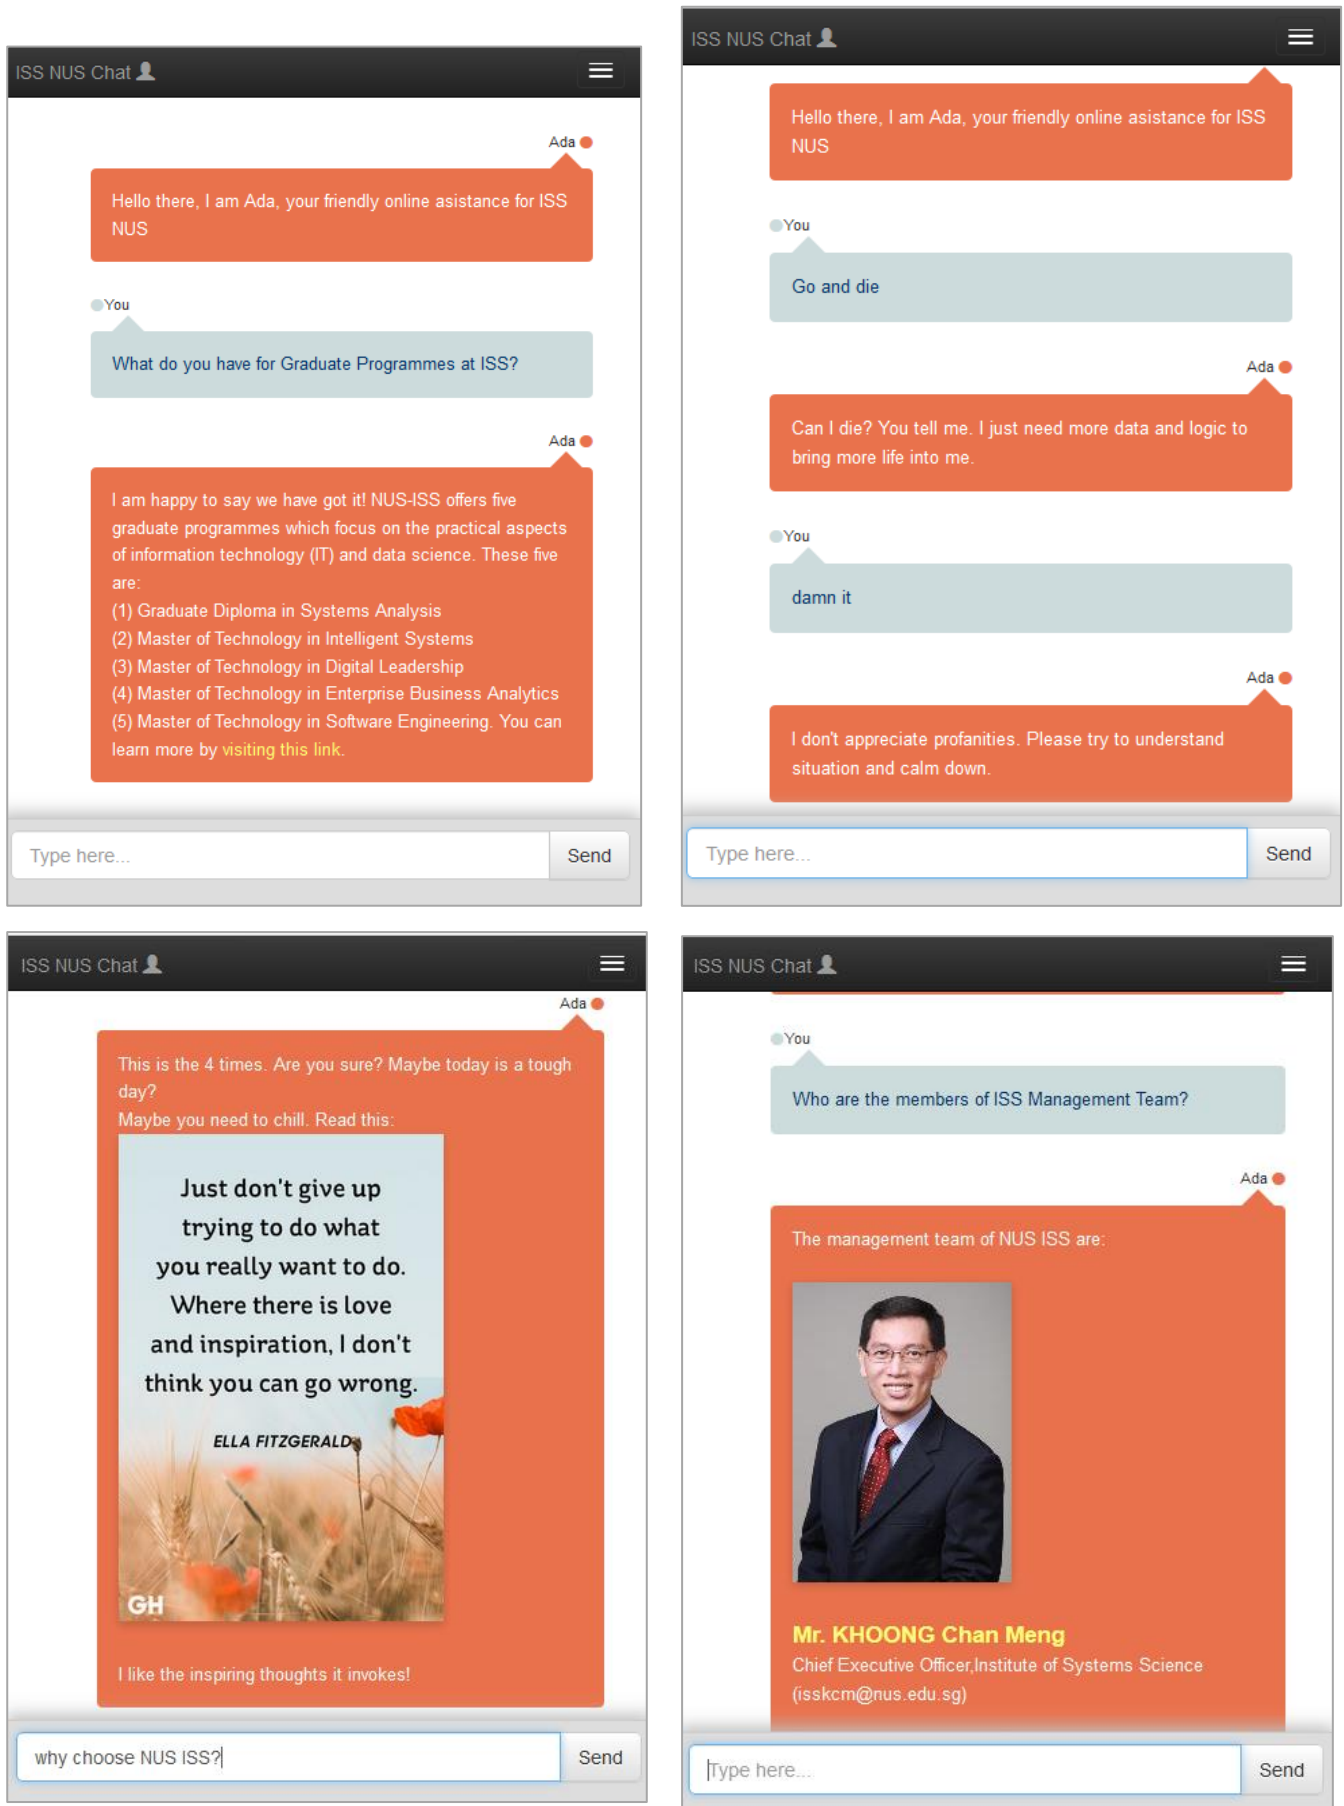 ISS NUS Chat
Ada
Hello there, I am Ada, your friendly online asistance for ISS
NUS
You
What do you have for Graduate Programmes at ISS?
Ada
I am happy to say we have got it! NUS-ISS offers five
graduate programmes which focus on the practical aspects
of information technology (IT) and data science. These five
are:
(1) Graduate Diploma in Systems Analysis
(2) Master of Technology in Intelligent Systems
(3) Master of Technology in Digital Leadership
(4) Master of Technology in Enterprise Business Analytics
(5) Master of Technology in Software Engineering. You can
learn more by visiting this link.
Type here...
Send
ISS NUS Chat
Hello there, I am Ada, your friendly online asistance for ISS
NUS
You
Go and die
Ada
Can I die? You tell me. I just need more data and logic to
bring more life into me.
You
damn it
Ada
I don't appreciate profanities. Please try to understand
situation and calm down.
Type here...
Send
ISS NUS Chat
Ada
This is the 4 times. Are you sure? Maybe today is a tough
day?
Maybe you need to chill. Read this:
Just don't give up
trying to do what
you really want to do.
Where there is love
and inspiration, I don't
think you can go wrong.
ELLA FITZGERALD
GH
I like the inspiring thoughts it invokes!
why choose NUS ISS?
Send
ISS NUS Chat
You
Who are the members of ISS Management Team?
Ada
The management team of NUS ISS are:
Mr. KHOONG Chan Meng
Chief Executive Officer,Institute of Systems Science
(isskcm@nus.edu.sg)
Type here...
Send